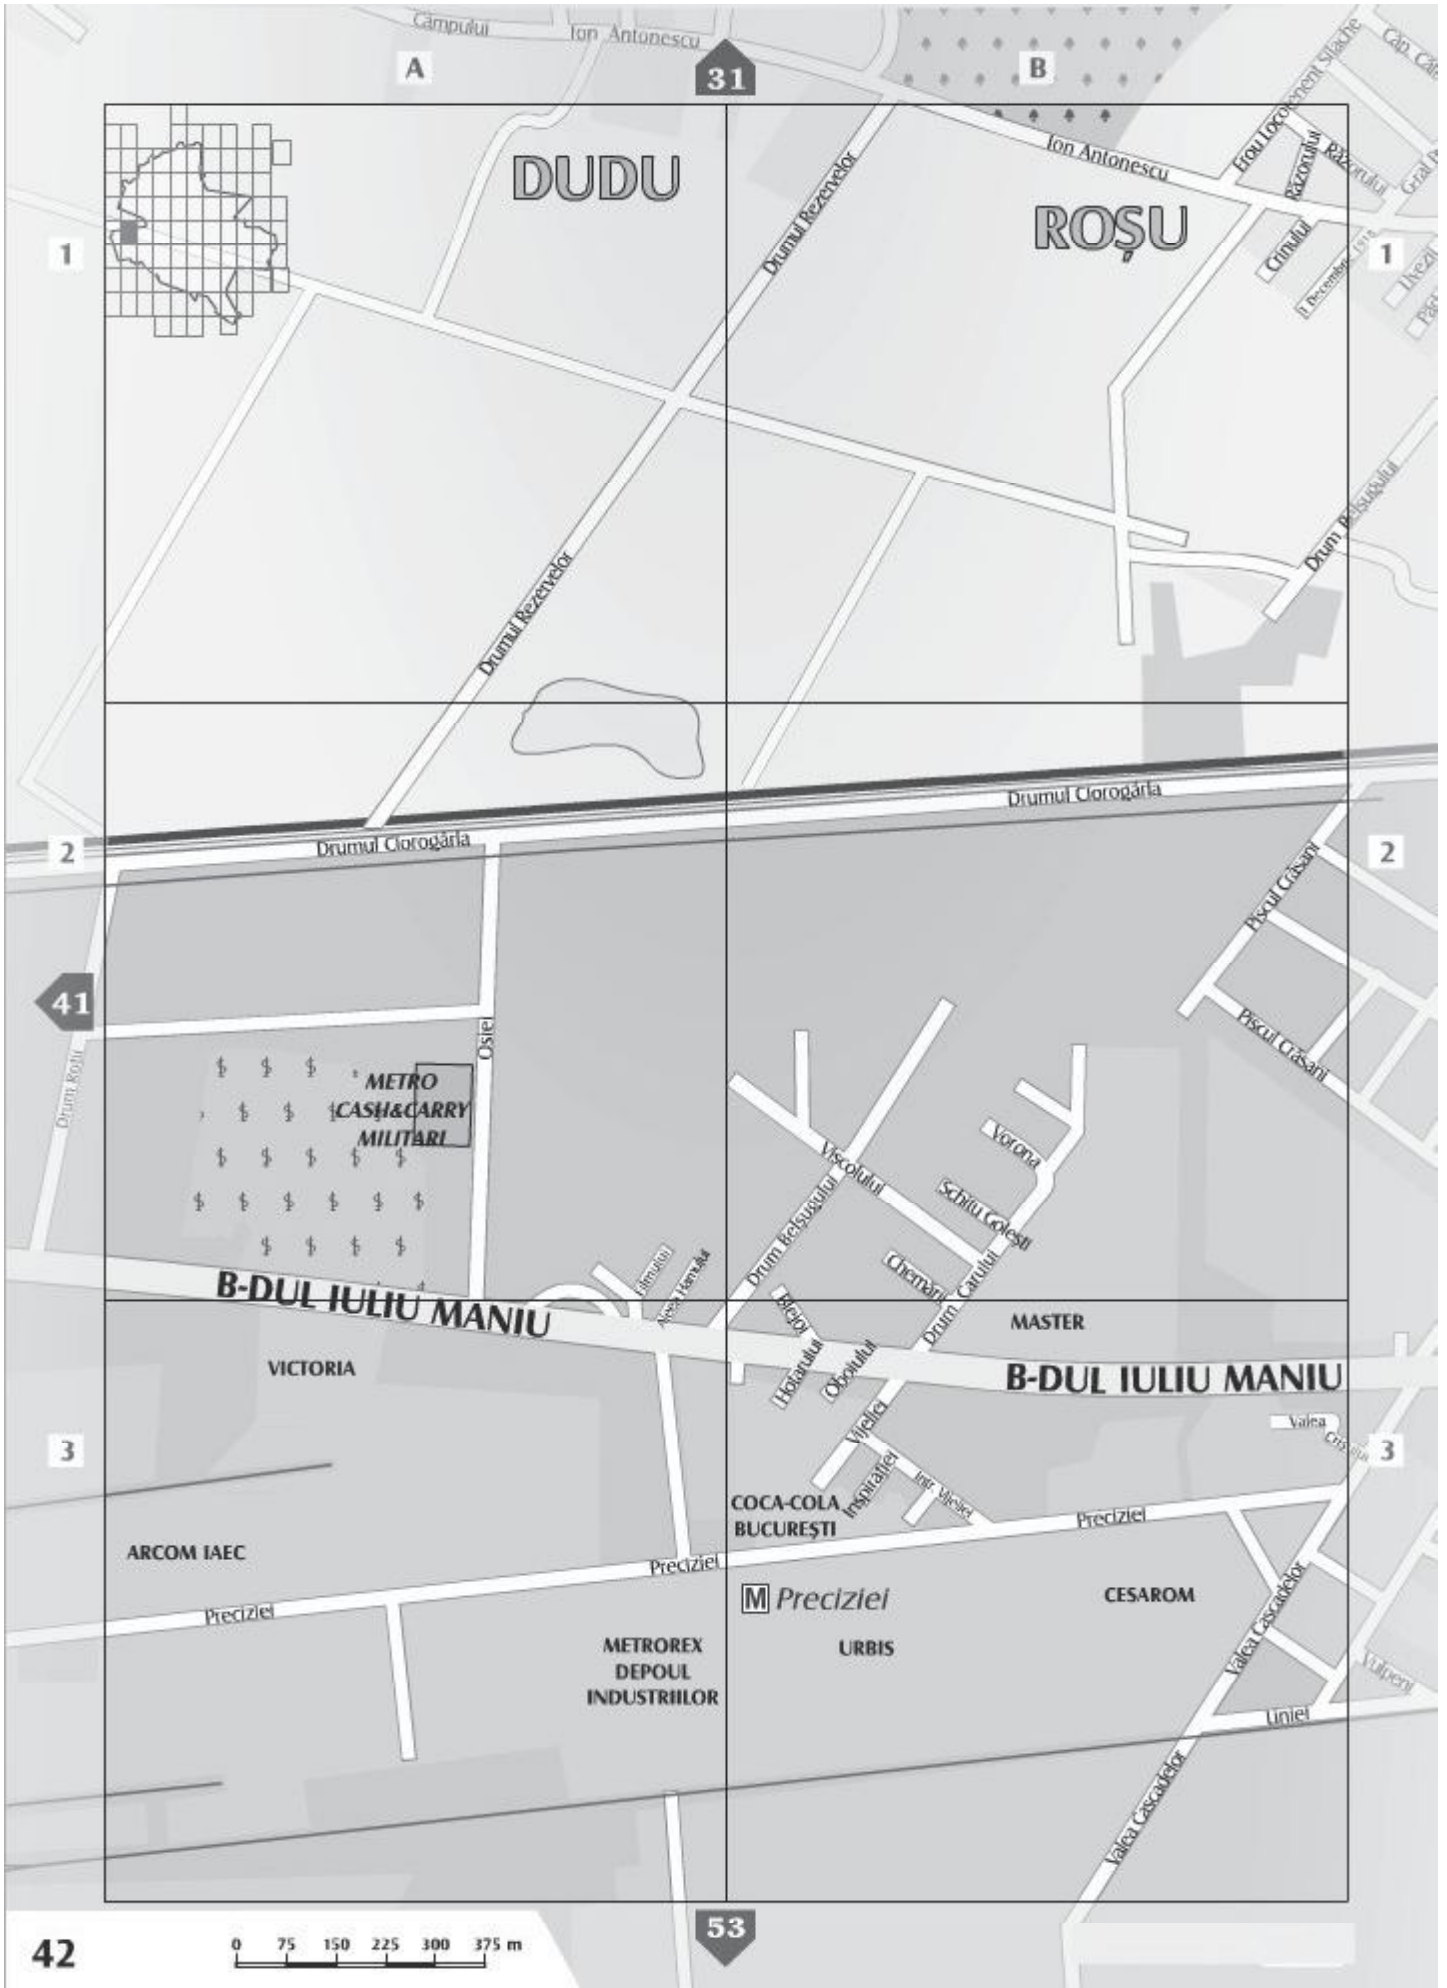 Câmpului
Ion Antonescu
A
31
B
Erou Locotenent Silache
DUDU
Drumul Rezervelor
Ion Antonescu
Răzorului
Răzorului
ROȘU
1
Crinului
1
1 Decembrie 1918
Drum Belșugului
Drumul Rezervelor
Drumul Ciorogârla
Drumul Ciorogârla
2
2
Piscul Crăsani
41
Osiei
Piscul Crăsani
Drum Roții
METRO
CASH&CARRY
MILITARI
Vorona
Viscolului
Schitu Golești
Drum Belșugului
Filmului
Aleea Hanului
Chemarii
Drum Carului
B-DUL IULIU MANIU
Blejoi
MASTER
VICTORIA
Hotarului
Oboiului
B-DUL IULIU MANIU
Vijeliei
Valea
3
3
Inspirației
Intr. Vijeliei
COCA-COLA
BUCUREȘTI
Preciziei
ARCOM IAEC
Preciziei
Preciziei
M Preciziei
CESAROM
Valea Cascadelor
METROREX
DEPOUL
INDUSTRIILOR
URBIS
Vulpeni
Liniei
Valea Cascadelor
53
42
0 75 150 225 300 375 m